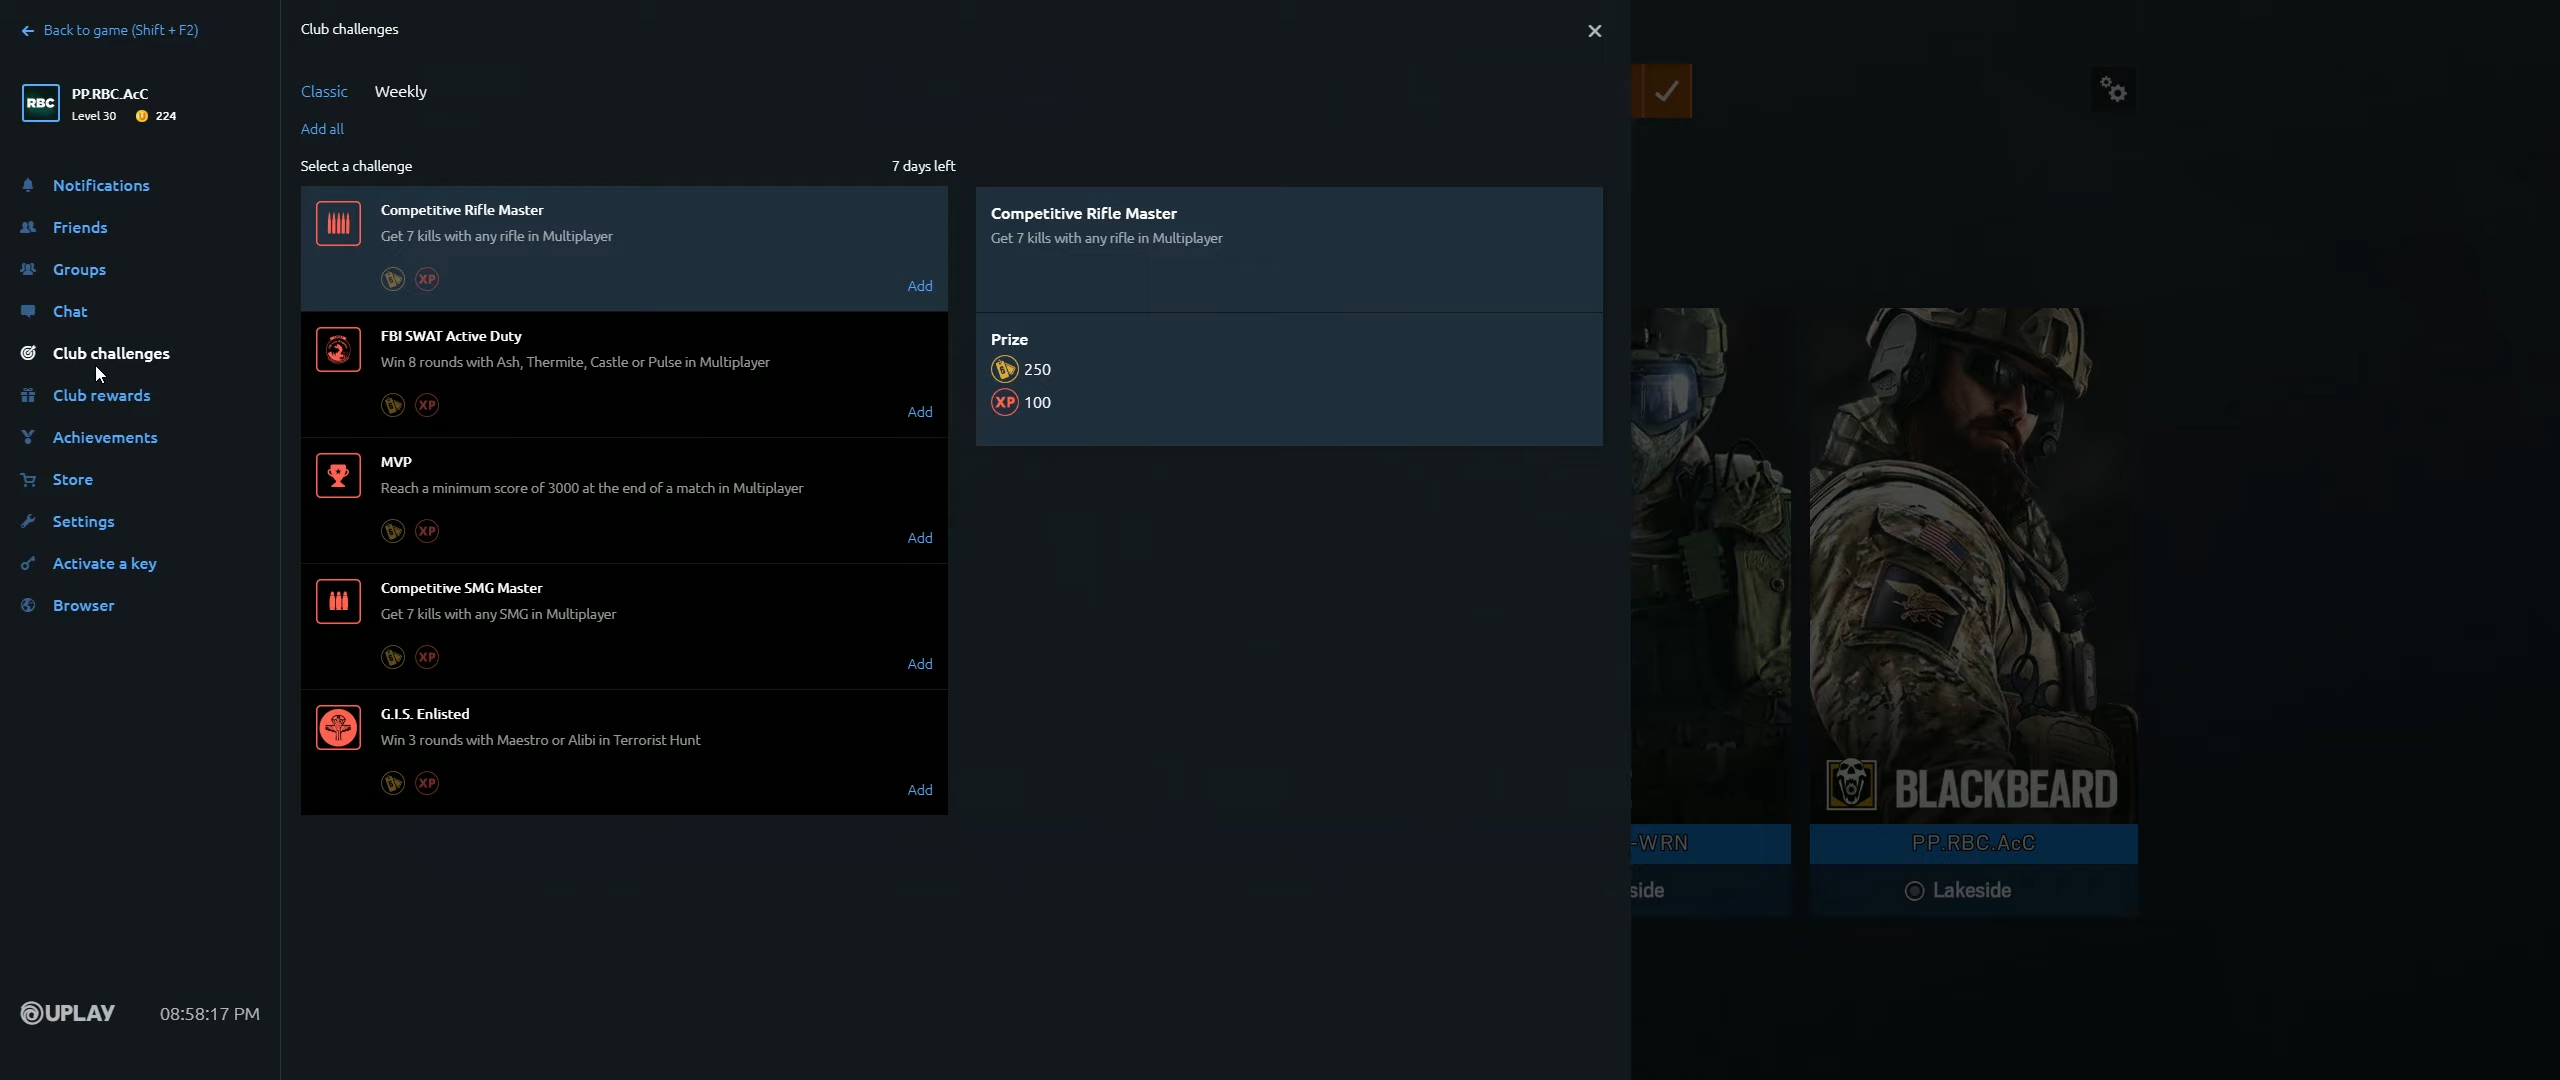 Back to game (Shift + F2)
RBC
PP.RBC.AcC
Level 30
224
Notifications
Friends
Groups
Chat
Club challenges
Club rewards
Achievements
Store
Settings
Activate a key
Browser
UPLAY
08:58:17 PM
Club challenges
Classic
Weekly
Add all
Select a challenge
7 days left
Competitive Rifle Master
Get 7 kills with any rifle in Multiplayer
XP
Add
FBI SWAT Active Duty
Win 8 rounds with Ash, Thermite, Castle or Pulse in Multiplayer
XP
Add
MVP
Reach a minimum score of 3000 at the end of a match in Multiplayer
XP
Add
Competitive SMG Master
Get 7 kills with any SMG in Multiplayer
XP
Add
G.I.S. Enlisted
Win 3 rounds with Maestro or Alibi in Terrorist Hunt
XP
Add
Competitive Rifle Master
Get 7 kills with any rifle in Multiplayer
Prize
250
XP 100
-WRN
side
BLACKBEARD
PP.RBC.AcC
Lakeside